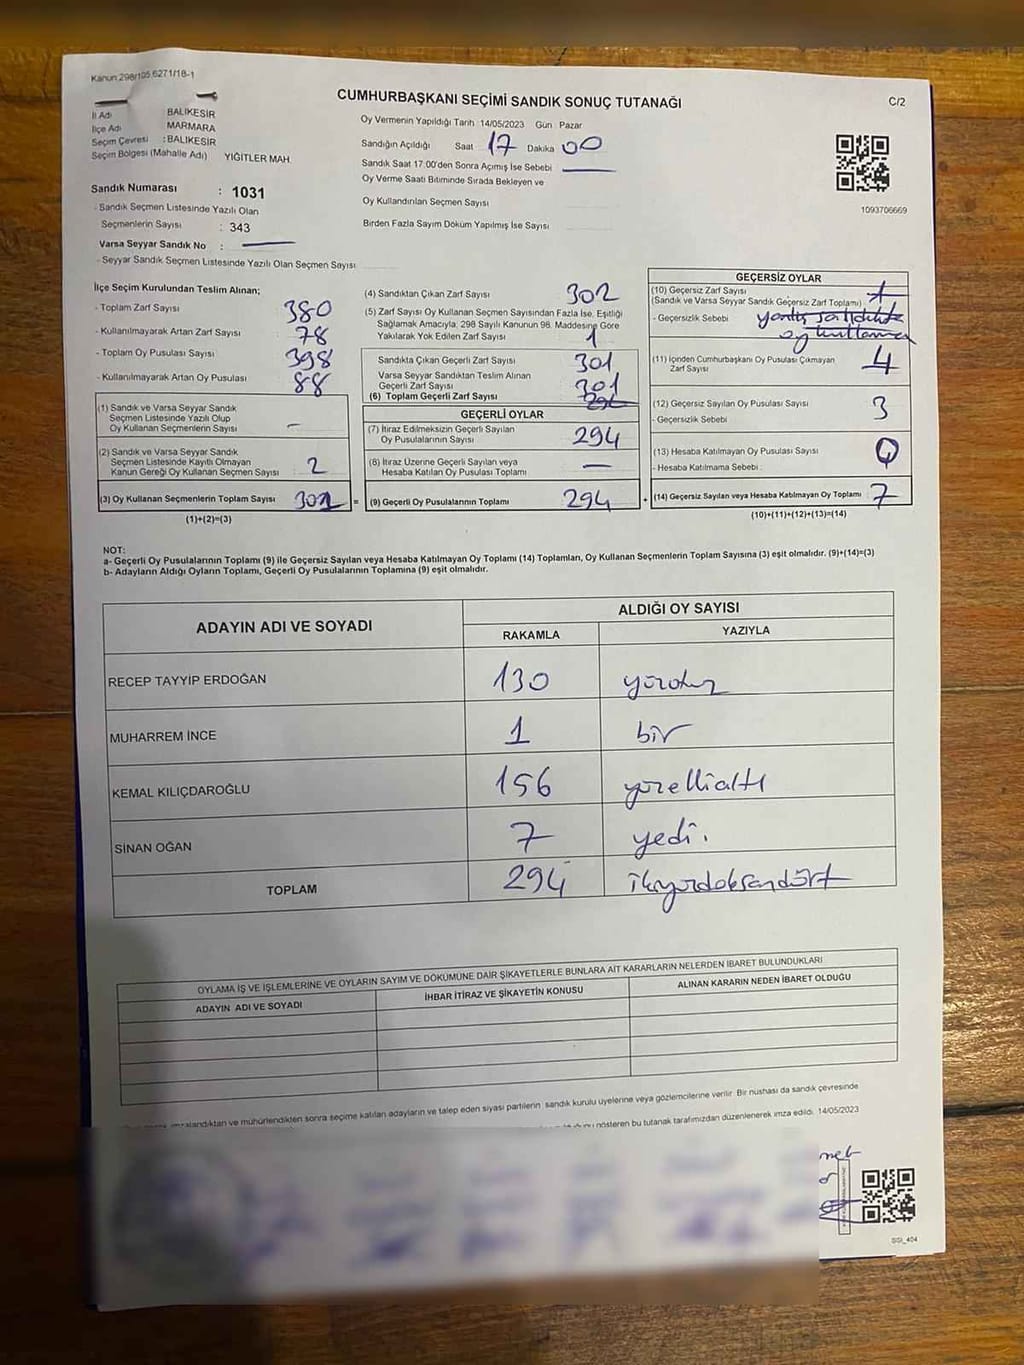 Kanun 298/105,6271/18-1
CUMHURBAŞKANI SEÇİMİ SANDIK SONUÇ TUTANAĞI
C/2
İl Adı : BALIKESİR
İlçe Adı : MARMARA
Seçim Çevresi : BALIKESİR
Seçim Bölgesi (Mahalle Adı) YİĞİTLER MAH.
Sandık Numarası : 1031
- Sandık Seçmen Listesinde Yazılı Olan
Seçmenlerin Sayısı : 343
Varsa Seyyar Sandık No :
- Seyyar Sandık Seçmen Listesinde Yazılı Olan Seçmen Sayısı
Oy Vermenin Yapıldığı Tarih 14/05/2023 Gün : Pazar
Sandığın Açıldığı Saat 17 Dakika 00
Sandık Saat 17:00'den Sonra Açımış İse Sebebi
Oy Verme Saati Bitiminde Sırada Bekleyen ve
Oy Kullandırılan Seçmen Sayısı
Birden Fazla Sayım Döküm Yapılmış İse Sayısı
1093706669
İlçe Seçim Kurulundan Teslim Alınan;
- Toplam Zarf Sayısı 380
- Kullanılmayarak Artan Zarf Sayısı 78
- Toplam Oy Pusulası Sayısı 398
- Kullanılmayarak Artan Oy Pusulası 88
(1) Sandık ve Varsa Seyyar Sandık
Seçmen Listesinde Yazılı Olup
Oy Kullanan Seçmenlerin Sayısı -
(2) Sandık ve Varsa Seyyar Sandık
Seçmen Listesinde Kayıtlı Olmayan
Kanun Gereği Oy Kullanan Seçmen Sayısı 2
(3) Oy Kullanan Seçmenlerin Toplam Sayısı 301 =
(1)+(2)=(3)
(4) Sandıktan Çıkan Zarf Sayısı 302
(5) Zarf Sayısı Oy Kullanan Seçmen Sayısından Fazla İse, Eşitliği
Sağlamak Amacıyla; 298 Sayılı Kanunun 98. Maddesine Göre
Yakılarak Yok Edilen Zarf Sayısı 1
Sandıkta Çıkan Geçerli Zarf Sayısı 301
Varsa Seyyar Sandıktan Teslim Alınan
Geçerli Zarf Sayısı 301
(6) Toplam Geçerli Zarf Sayısı
GEÇERLİ OYLAR
(7) İtiraz Edilmeksizin Geçerli Sayılan
Oy Pusulalarının Sayısı 294
(8) İtiraz Üzerine Geçerli Sayılan veya
Hesaba Katılan Oy Pusulası Toplamı —
(9) Geçerli Oy Pusulalarının Toplamı 294 +
GEÇERSİZ OYLAR
(10) Geçersiz Zarf Sayısı
(Sandık ve Varsa Seyyar Sandık Geçersiz Zarf Toplamı) 1
- Geçersizlik Sebebi yanlış sandıkta
oy kullanma
(11) İçinden Cumhurbaşkanı Oy Pusulası Çıkmayan
Zarf Sayısı 4
(12) Geçersiz Sayılan Oy Pusulası Sayısı 3
- Geçersizlik Sebebi
(13) Hesaba Katılmayan Oy Pusulası Sayısı 0
- Hesaba Katılmama Sebebi :
(14) Geçersiz Sayılan veya Hesaba Katılmayan Oy Toplamı 7
(10)+(11)+(12)+(13)=(14)
NOT:
a- Geçerli Oy Pusulalarının Toplamı (9) ile Geçersiz Sayılan veya Hesaba Katılmayan Oy Toplamı (14) Toplamları, Oy Kullanan Seçmenlerin Toplam Sayısına (3) eşit olmalıdır. (9)+(14)=(3)
b- Adayların Aldığı Oyların Toplamı, Geçerli Oy Pusulalarının Toplamına (9) eşit olmalıdır.
ADAYIN ADI VE SOYADI
ALDIĞI OY SAYISI
RAKAMLA YAZIYLA
RECEP TAYYİP ERDOĞAN 130 yüzotuz
MUHARREM İNCE 1 bir
KEMAL KILIÇDAROĞLU 156 yüzellialtı
SİNAN OĞAN 7 yedi.
TOPLAM 294 ikiyüzdoksandört
OYLAMA İŞ VE İŞLEMLERİNE VE OYLARIN SAYIM VE DÖKÜMÜNE DAİR ŞİKAYETLERLE BUNLARA AİT KARARLARIN NELERDEN İBARET BULUNDUKLARI
ADAYIN ADI VE SOYADI İHBAR İTİRAZ VE ŞİKAYETİN KONUSU ALINAN KARARIN NEDEN İBARET OLDUĞU
imzalandıktan ve mühürlendikten sonra seçime katılan adayların ve talep eden siyasi partilerin sandık kurulu üyelerine veya gözlemcilerine verilir. Bir nüshası da sandık çevresinde
gösteren bu tutanak tarafımızdan düzenlenerek imza edildi. 14/05/2023
SSI_404